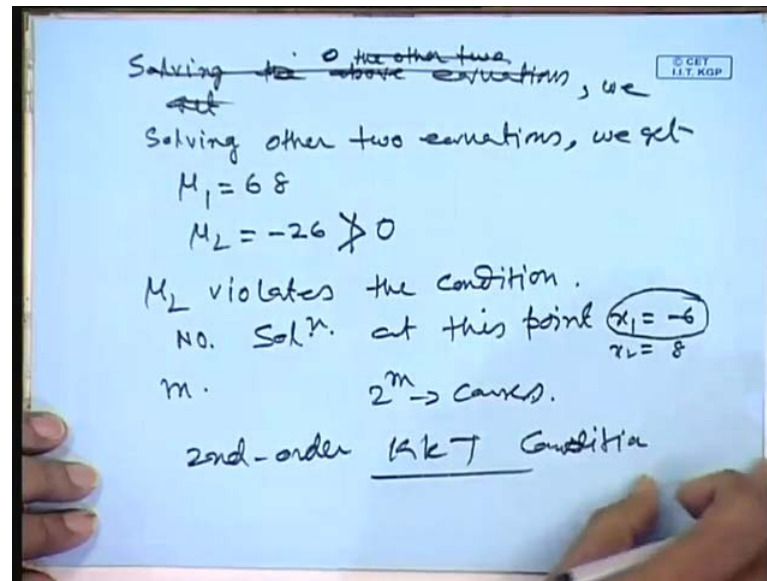 Solving the other two
above equations, we
get
© CET
I.I.T. KGP
Solving other two equations, we get
μ₁ = 68
μ₂ = -26 ≯ 0
μ₂ violates the condition.
No. Solⁿ. at this point x₁ = -6
x₂ = 8
m. 2ᵐ → cases.
2nd-order KKT Condition